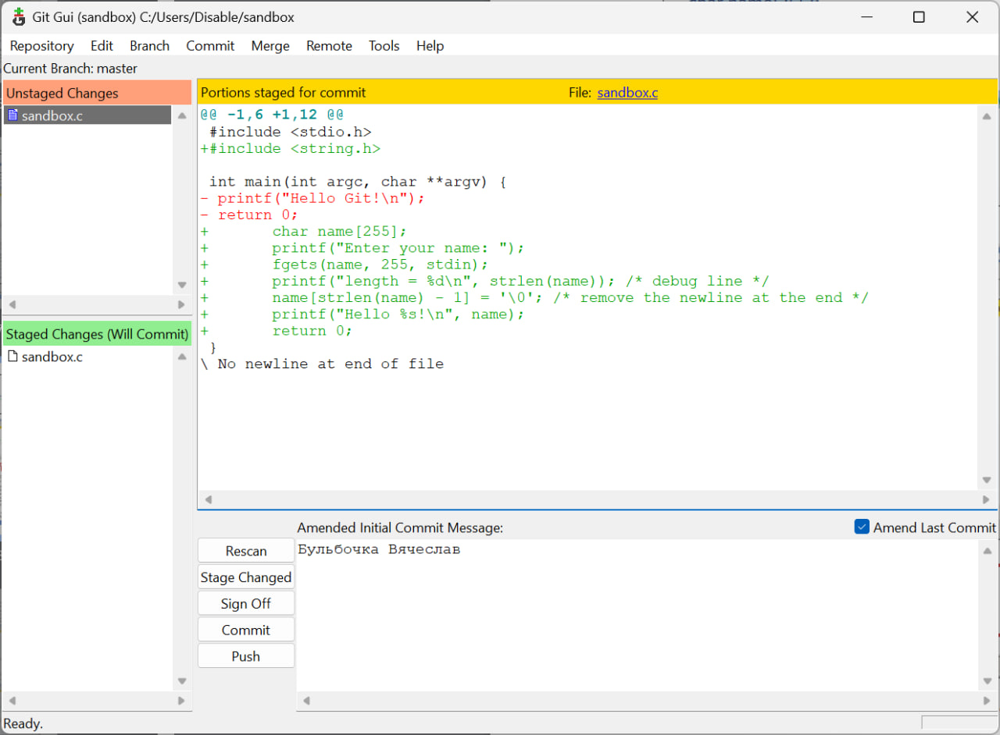 Git Gui (sandbox) C:/Users/Disable/sandbox
Repository Edit Branch Commit Merge Remote Tools Help
Current Branch: master
Unstaged Changes
sandbox.c
Staged Changes (Will Commit)
sandbox.c
Portions staged for commit File: sandbox.c
@@ -1,6 +1,12 @@
 #include <stdio.h>
+#include <string.h>
 int main(int argc, char **argv) {
- printf("Hello Git!\n");
- return 0;
+       char name[255];
+       printf("Enter your name: ");
+       fgets(name, 255, stdin);
+       printf("length = %d\n", strlen(name)); /* debug line */
+       name[strlen(name) - 1] = '\0'; /* remove the newline at the end */
+       printf("Hello %s!\n", name);
+       return 0;
 }
\ No newline at end of file
Amended Initial Commit Message: Amend Last Commit
Rescan
Stage Changed
Sign Off
Commit
Push
Бульбочка Вячеслав
Ready.